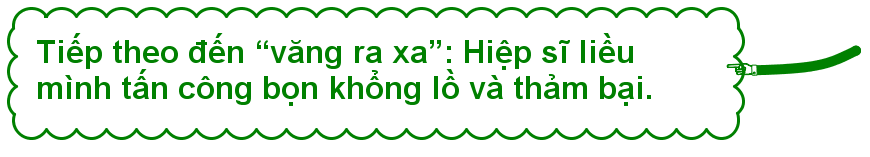 Tiếp theo đến “văng ra xa”: Hiệp sĩ liều
mình tấn công bọn khổng lồ và thảm bại.